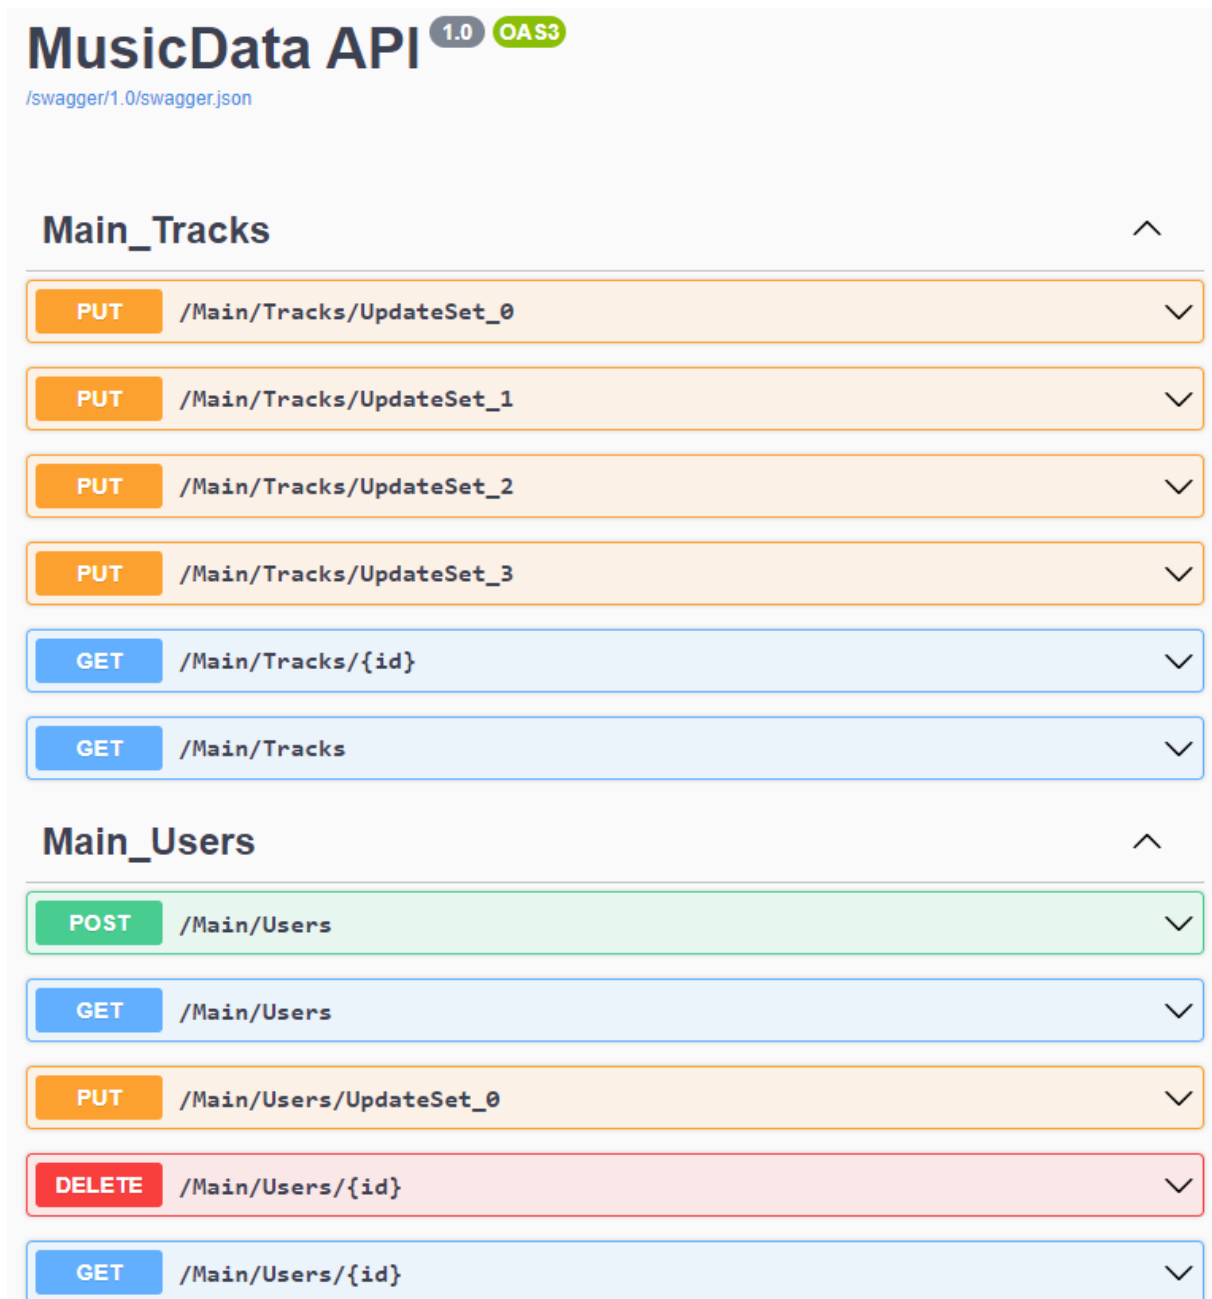 MusicData API 1.0 OAS3
/swagger/1.0/swagger.json
Main_Tracks
PUT /Main/Tracks/UpdateSet_0
PUT /Main/Tracks/UpdateSet_1
PUT /Main/Tracks/UpdateSet_2
PUT /Main/Tracks/UpdateSet_3
GET /Main/Tracks/{id}
GET /Main/Tracks
Main_Users
POST /Main/Users
GET /Main/Users
PUT /Main/Users/UpdateSet_0
DELETE /Main/Users/{id}
GET /Main/Users/{id}